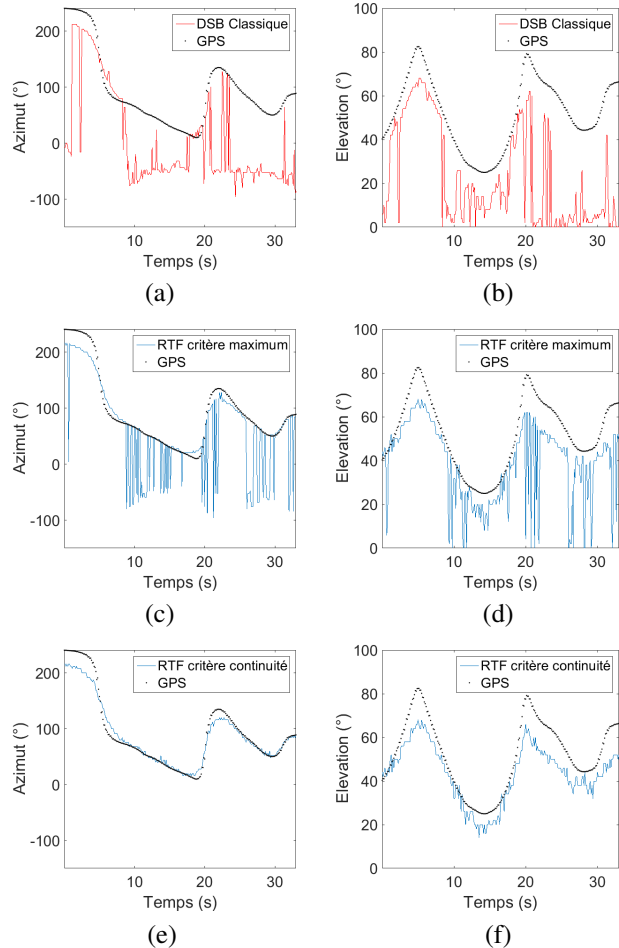 DSB Classique
GPS
200
100
0
-100
Azimut (°)
10
20
30
Temps (s)
(a)
DSB Classique
GPS
100
80
60
40
20
0
Elevation (°)
10
20
30
Temps (s)
(b)
RTF critère maximum
GPS
200
100
0
-100
Azimut (°)
10
20
30
Temps (s)
(c)
RTF critère maximum
GPS
100
80
60
40
20
0
Elevation (°)
10
20
30
Temps (s)
(d)
RTF critère continuité
GPS
200
100
0
-100
Azimut (°)
10
20
30
Temps (s)
(e)
RTF critère continuité
GPS
100
80
60
40
20
0
Elevation (°)
10
20
30
Temps (s)
(f)